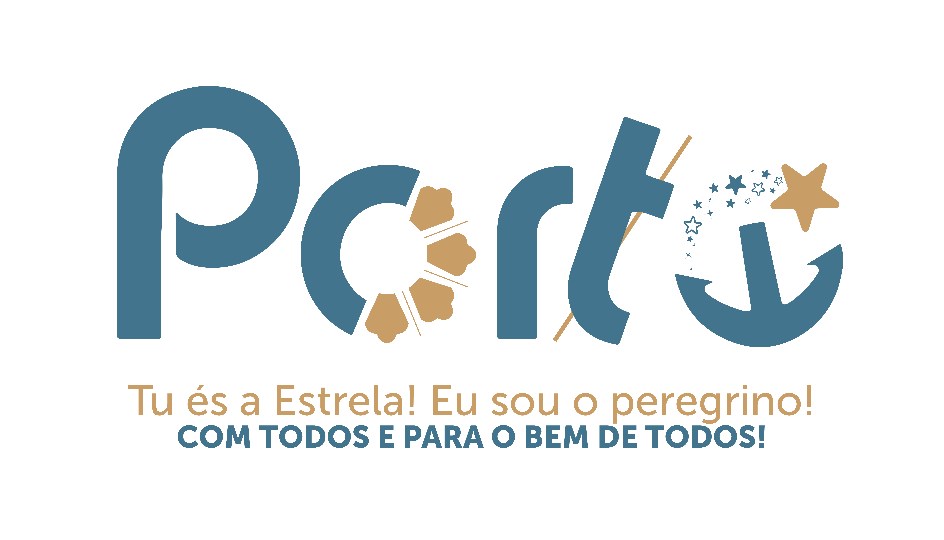 Porto
Tu és a Estrela! Eu sou o peregrino!
COM TODOS E PARA O BEM DE TODOS!